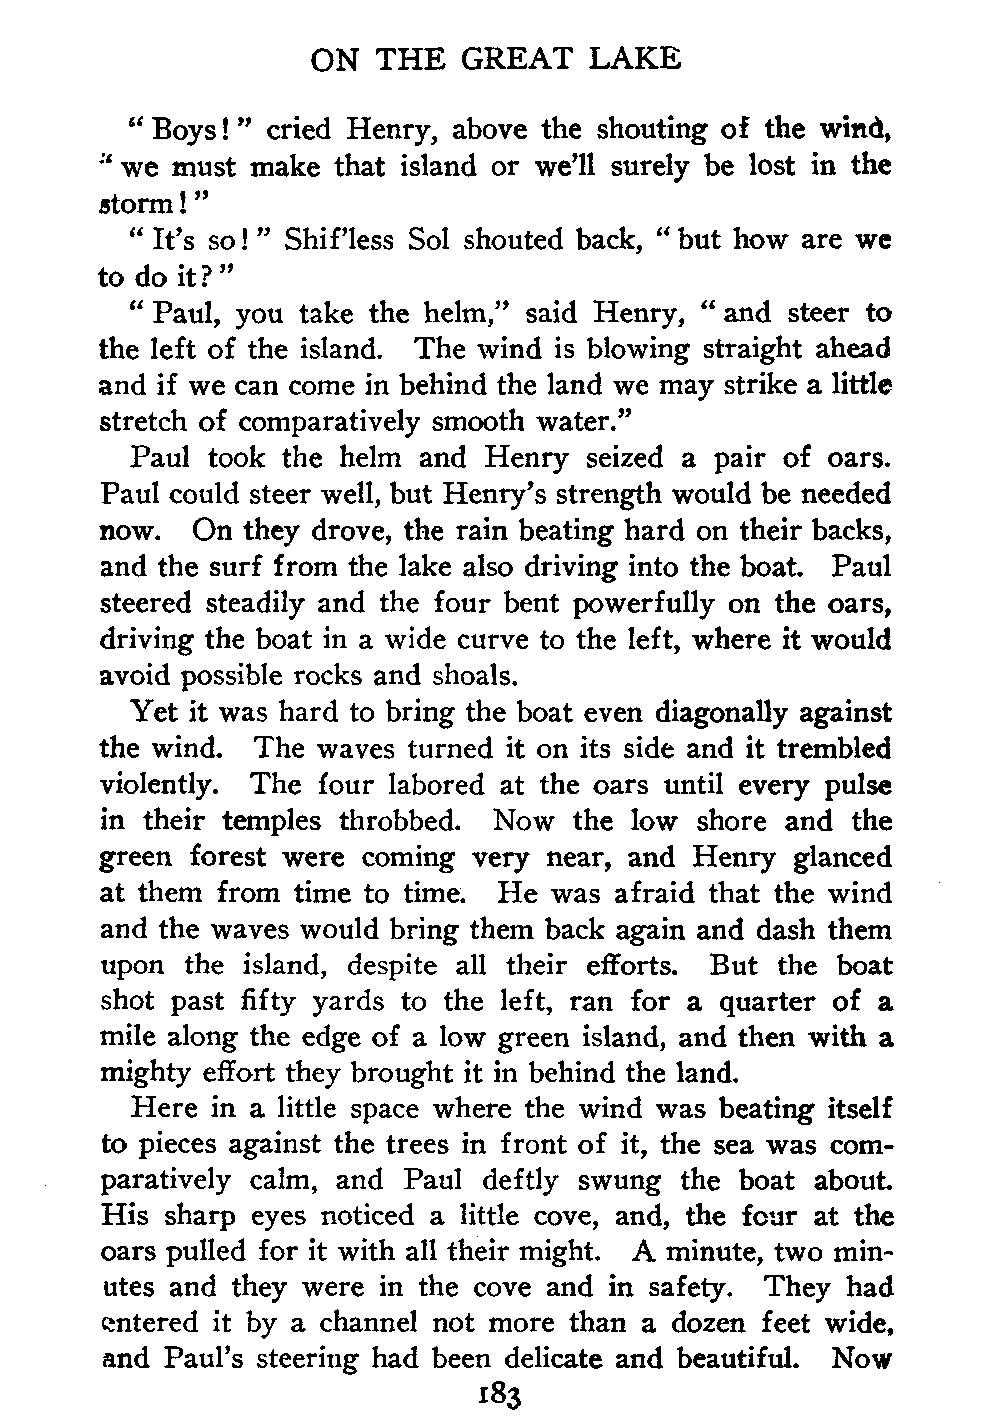 ON THE GREAT LAKE
" Boys! " cried Henry, above the shouting of the wind,
" we must make that island or we'll surely be lost in the
storm! "
" It's so! " Shif'less Sol shouted back, " but how are we
to do it? "
" Paul, you take the helm," said Henry, " and steer to
the left of the island. The wind is blowing straight ahead
and if we can come in behind the land we may strike a little
stretch of comparatively smooth water."
Paul took the helm and Henry seized a pair of oars.
Paul could steer well, but Henry's strength would be needed
now. On they drove, the rain beating hard on their backs,
and the surf from the lake also driving into the boat. Paul
steered steadily and the four bent powerfully on the oars,
driving the boat in a wide curve to the left, where it would
avoid possible rocks and shoals.
Yet it was hard to bring the boat even diagonally against
the wind. The waves turned it on its side and it trembled
violently. The four labored at the oars until every pulse
in their temples throbbed. Now the low shore and the
green forest were coming very near, and Henry glanced
at them from time to time. He was afraid that the wind
and the waves would bring them back again and dash them
upon the island, despite all their efforts. But the boat
shot past fifty yards to the left, ran for a quarter of a
mile along the edge of a low green island, and then with a
mighty effort they brought it in behind the land.
Here in a little space where the wind was beating itself
to pieces against the trees in front of it, the sea was com-
paratively calm, and Paul deftly swung the boat about.
His sharp eyes noticed a little cove, and, the four at the
oars pulled for it with all their might. A minute, two min-
utes and they were in the cove and in safety. They had
entered it by a channel not more than a dozen feet wide,
and Paul's steering had been delicate and beautiful. Now
183